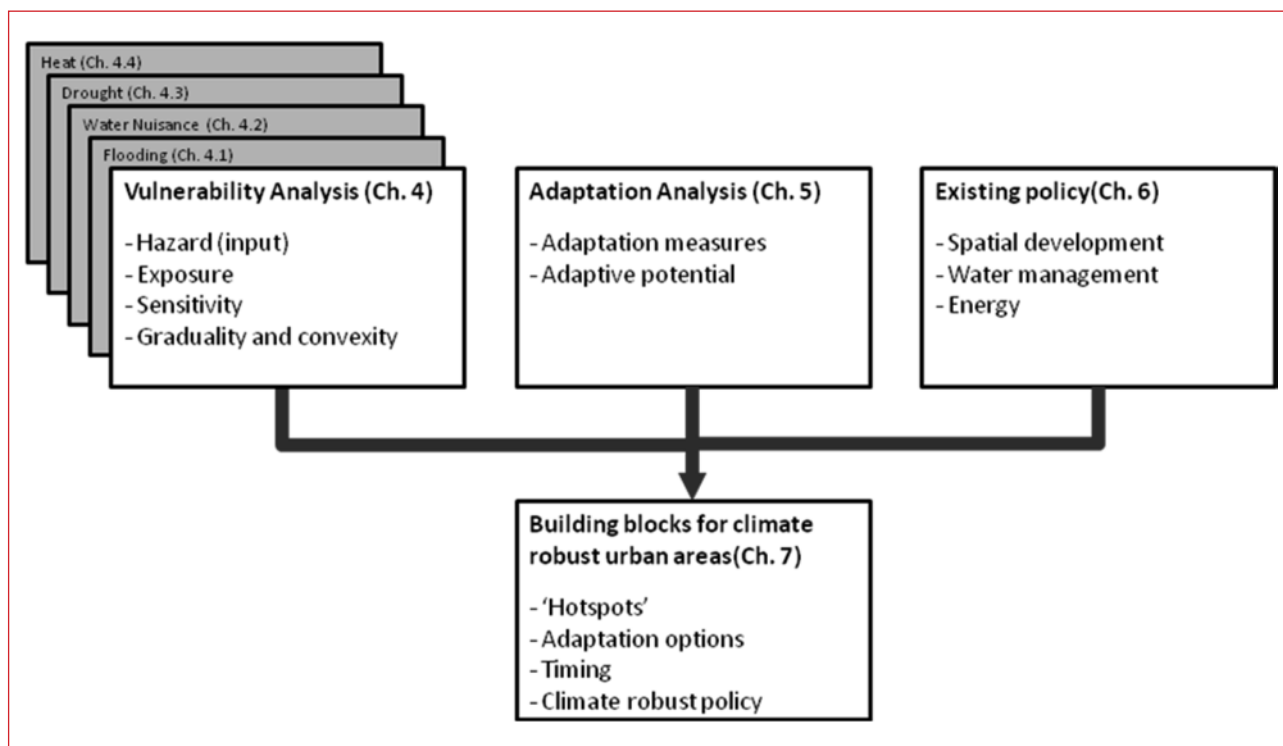 Heat (Ch. 4.4)
Drought (Ch. 4.3)
Water Nuisance (Ch. 4.2)
Flooding (Ch. 4.1)
Vulnerability Analysis (Ch. 4)
- Hazard (input)
- Exposure
- Sensitivity
- Graduality and convexity
Adaptation Analysis (Ch. 5)
- Adaptation measures
- Adaptive potential
Existing policy(Ch. 6)
- Spatial development
- Water management
- Energy
Building blocks for climate
robust urban areas(Ch. 7)
- ‘Hotspots’
- Adaptation options
- Timing
- Climate robust policy